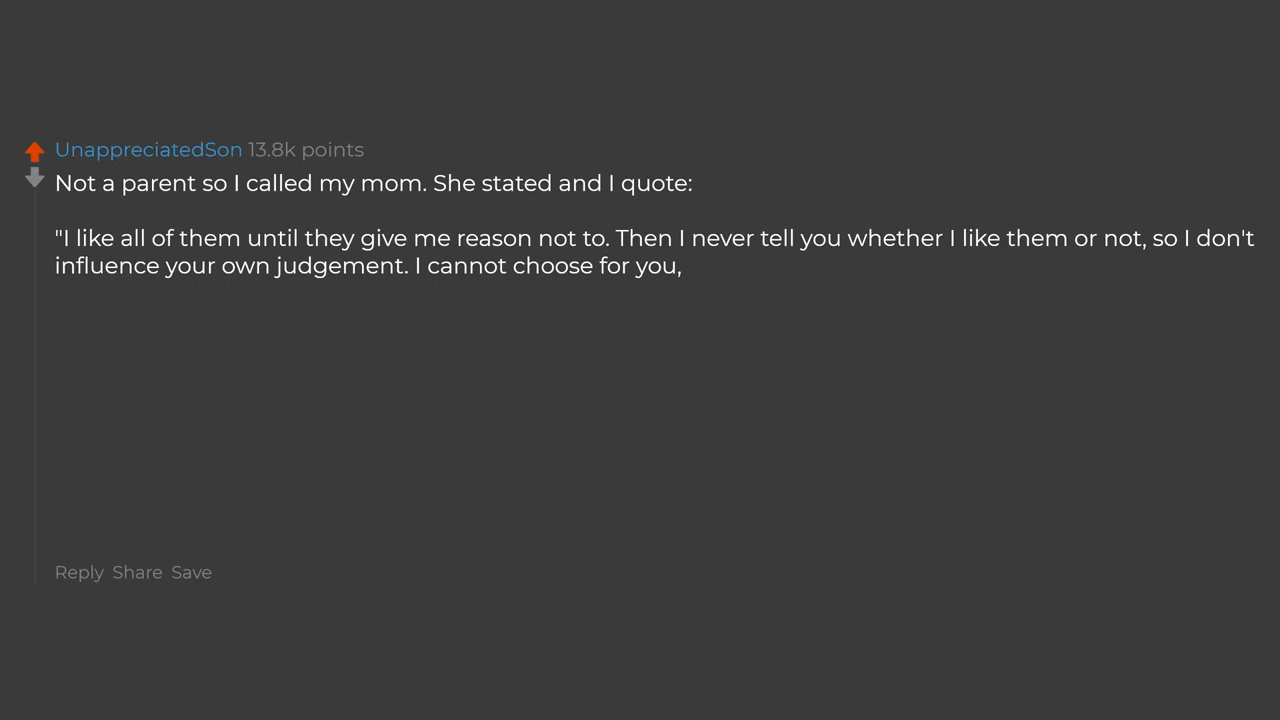 UnappreciatedSon 13.8k points
Not a parent so I called my mom. She stated and I quote:
"I like all of them until they give me reason not to. Then I never tell you whether I like them or not, so I don't
influence your own judgement. I cannot choose for you,
Reply Share Save